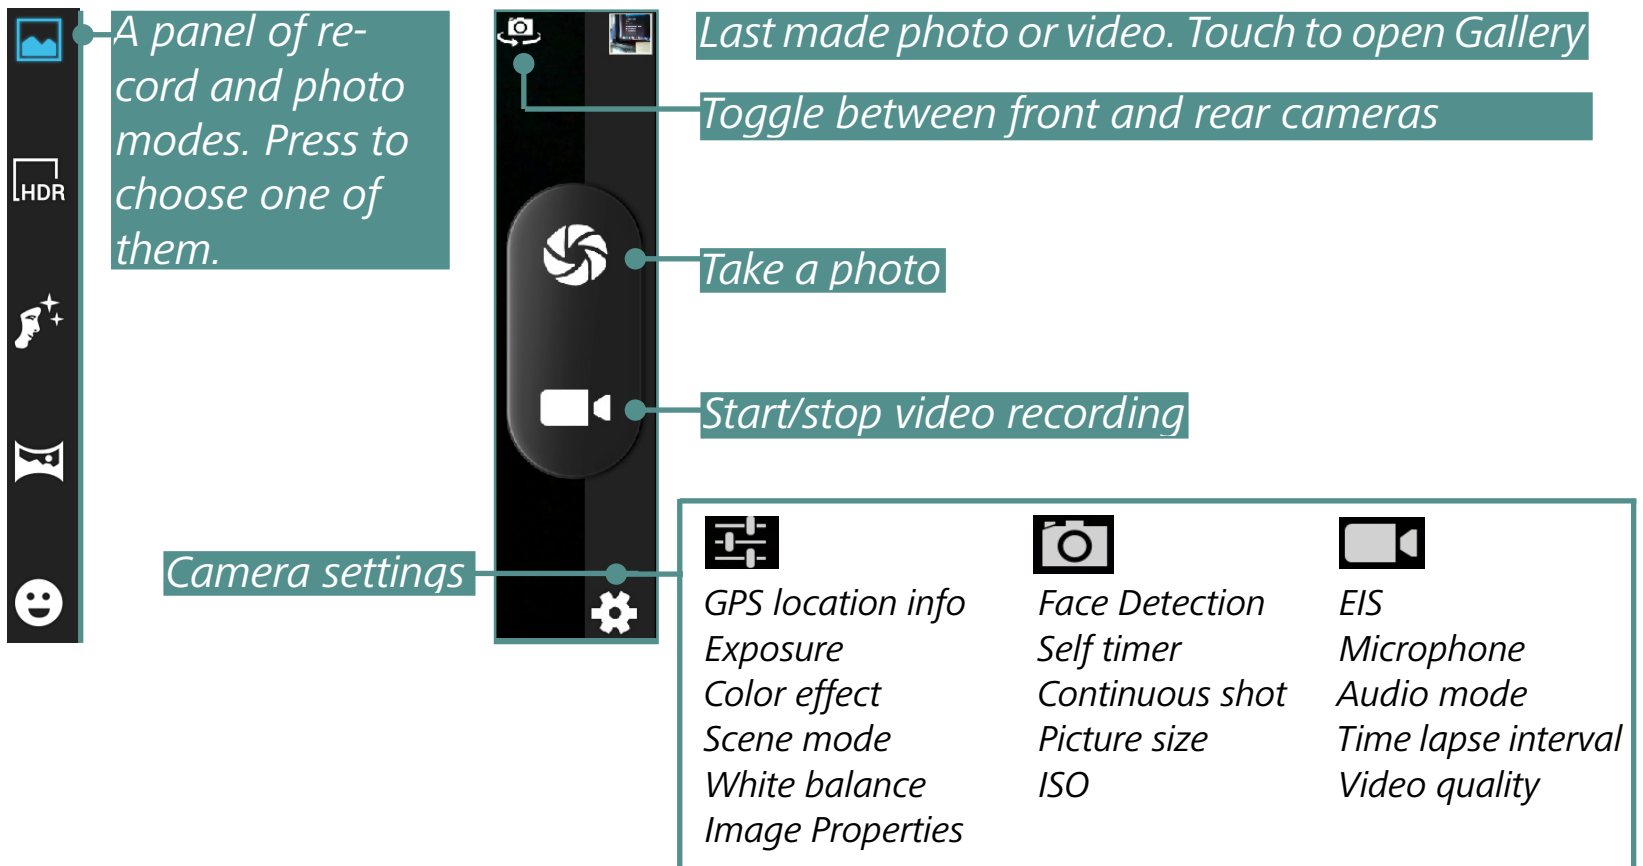 A panel of re-
cord and photo
modes. Press to
choose one of
them.
HDR
Last made photo or video. Touch to open Gallery
Toggle between front and rear cameras
Take a photo
Start/stop video recording
Camera settings
GPS location info
Exposure
Color effect
Scene mode
White balance
Image Properties
Face Detection
Self timer
Continuous shot
Picture size
ISO
EIS
Microphone
Audio mode
Time lapse interval
Video quality